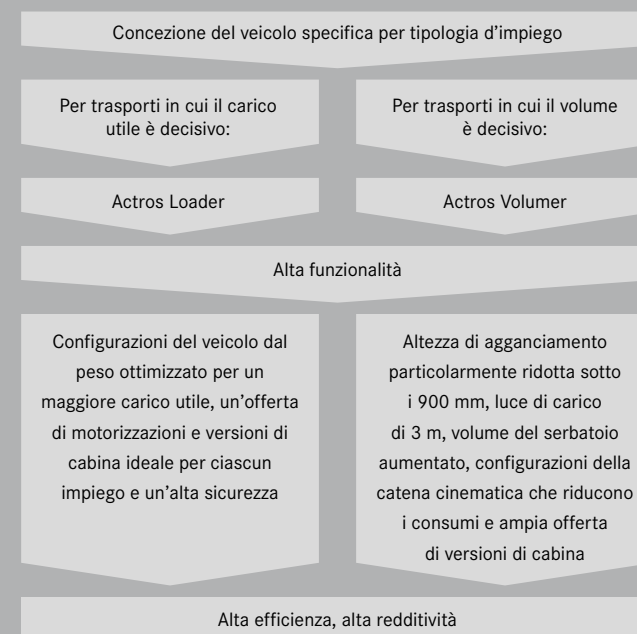 Concezione del veicolo specifica per tipologia d’impiego
Per trasporti in cui il carico
utile è decisivo:
Per trasporti in cui il volume
è decisivo:
Actros Loader
Actros Volumer
Alta funzionalità
Configurazioni del veicolo dal
peso ottimizzato per un
maggiore carico utile, un’offerta
di motorizzazioni e versioni di
cabina ideale per ciascun
impiego e un’alta sicurezza
Altezza di agganciamento
particolarmente ridotta sotto
i 900 mm, luce di carico
di 3 m, volume del serbatoio
aumentato, configurazioni della
catena cinematica che riducono
i consumi e ampia offerta
di versioni di cabina
Alta efficienza, alta redditività